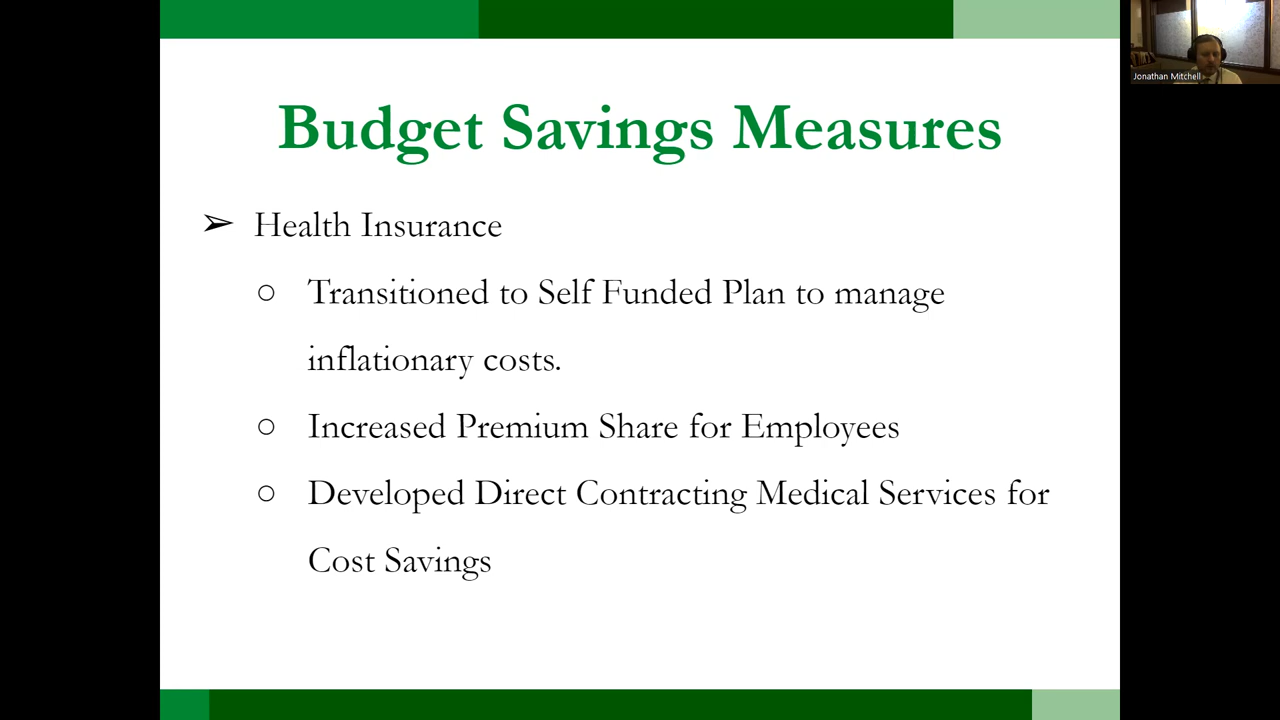 Budget Savings Measures
Jonathan Mitchell
➢ Health Insurance
○ Transitioned to Self Funded Plan to manage
inflationary costs.
○ Increased Premium Share for Employees
○ Developed Direct Contracting Medical Services for
Cost Savings